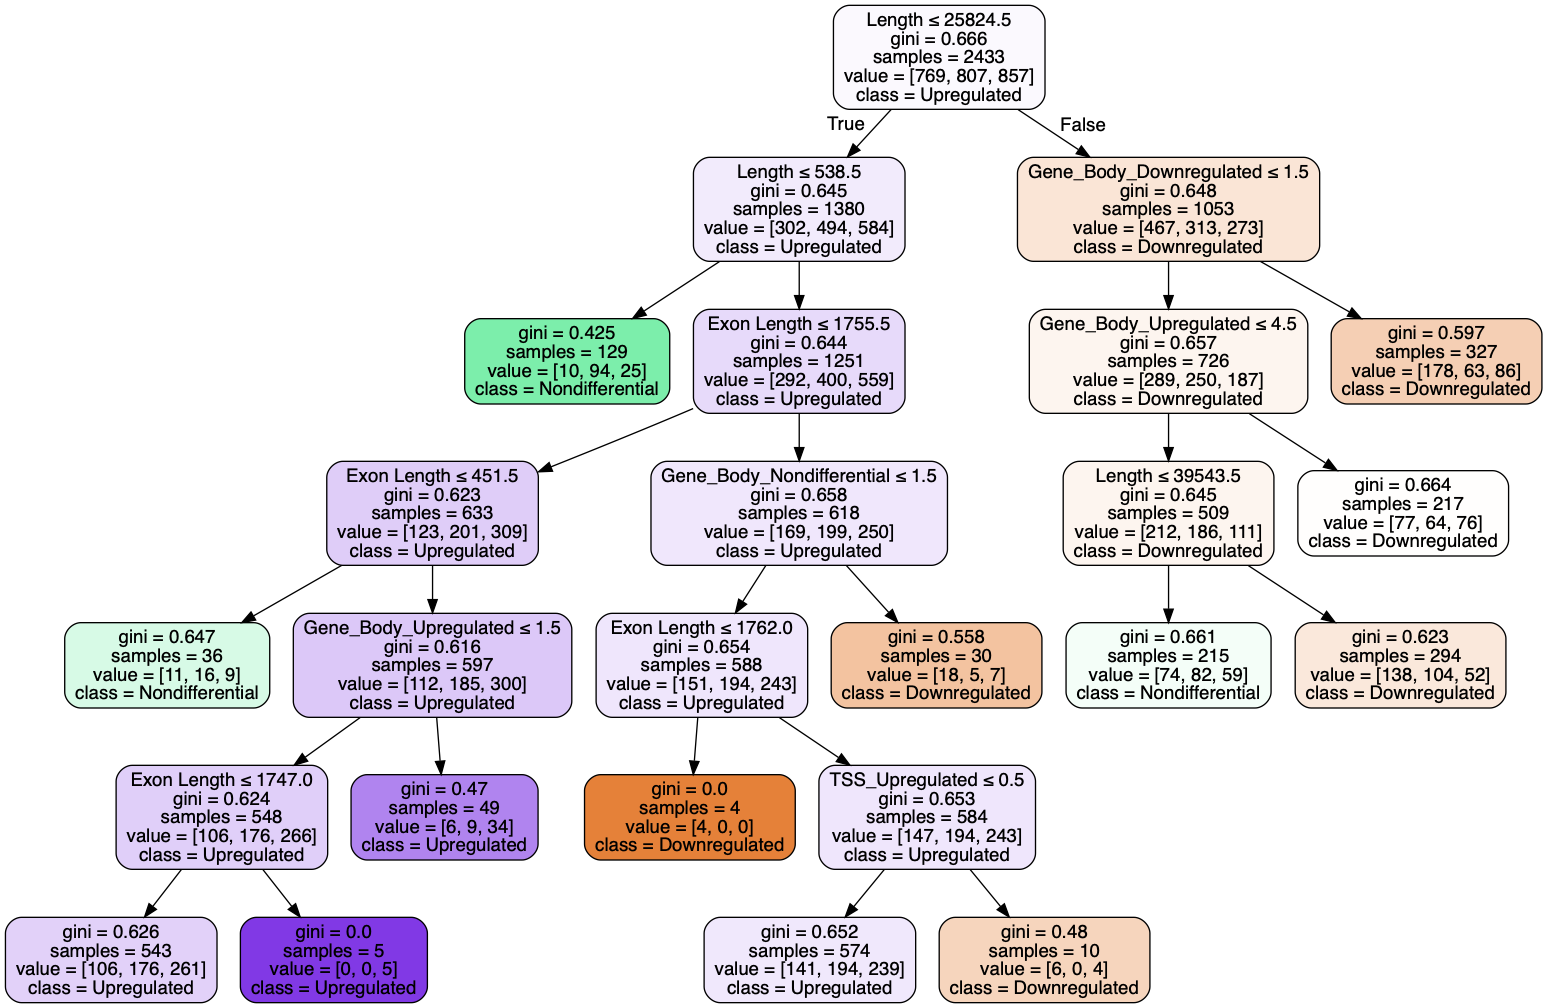 Length ≤ 25824.5
gini = 0.666
samples = 2433
value = [769, 807, 857]
class = Upregulated
True
False
Length ≤ 538.5
gini = 0.645
samples = 1380
value = [302, 494, 584]
class = Upregulated
Gene_Body_Downregulated ≤ 1.5
gini = 0.648
samples = 1053
value = [467, 313, 273]
class = Downregulated
gini = 0.425
samples = 129
value = [10, 94, 25]
class = Nondifferential
Exon Length ≤ 1755.5
gini = 0.644
samples = 1251
value = [292, 400, 559]
class = Upregulated
Gene_Body_Upregulated ≤ 4.5
gini = 0.657
samples = 726
value = [289, 250, 187]
class = Downregulated
gini = 0.597
samples = 327
value = [178, 63, 86]
class = Downregulated
Exon Length ≤ 451.5
gini = 0.623
samples = 633
value = [123, 201, 309]
class = Upregulated
Gene_Body_Nondifferential ≤ 1.5
gini = 0.658
samples = 618
value = [169, 199, 250]
class = Upregulated
Length ≤ 39543.5
gini = 0.645
samples = 509
value = [212, 186, 111]
class = Downregulated
gini = 0.664
samples = 217
value = [77, 64, 76]
class = Downregulated
gini = 0.647
samples = 36
value = [11, 16, 9]
class = Nondifferential
Gene_Body_Upregulated ≤ 1.5
gini = 0.616
samples = 597
value = [112, 185, 300]
class = Upregulated
Exon Length ≤ 1762.0
gini = 0.654
samples = 588
value = [151, 194, 243]
class = Upregulated
gini = 0.558
samples = 30
value = [18, 5, 7]
class = Downregulated
gini = 0.661
samples = 215
value = [74, 82, 59]
class = Nondifferential
gini = 0.623
samples = 294
value = [138, 104, 52]
class = Downregulated
Exon Length ≤ 1747.0
gini = 0.624
samples = 548
value = [106, 176, 266]
class = Upregulated
gini = 0.47
samples = 49
value = [6, 9, 34]
class = Upregulated
gini = 0.0
samples = 4
value = [4, 0, 0]
class = Downregulated
TSS_Upregulated ≤ 0.5
gini = 0.653
samples = 584
value = [147, 194, 243]
class = Upregulated
gini = 0.626
samples = 543
value = [106, 176, 261]
class = Upregulated
gini = 0.0
samples = 5
value = [0, 0, 5]
class = Upregulated
gini = 0.652
samples = 574
value = [141, 194, 239]
class = Upregulated
gini = 0.48
samples = 10
value = [6, 0, 4]
class = Downregulated